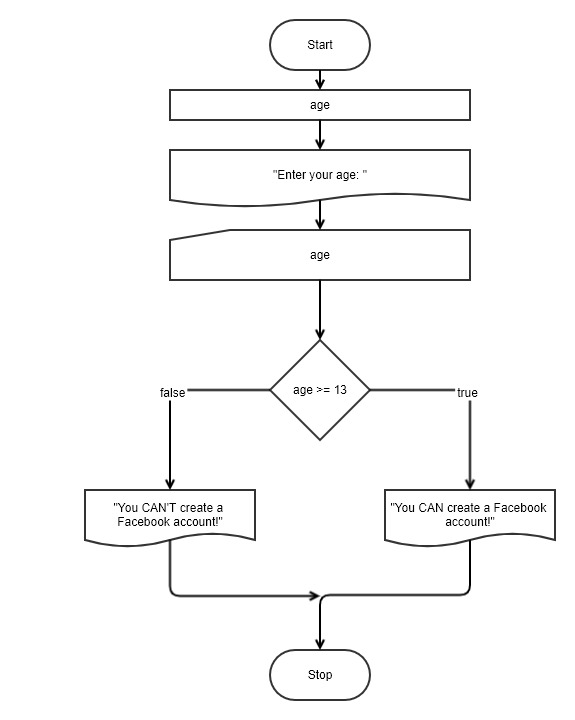 Start
age
"Enter your age: "
age
age >= 13
false
true
"You CAN'T create a
Facebook account!"
"You CAN create a Facebook
account!"
Stop